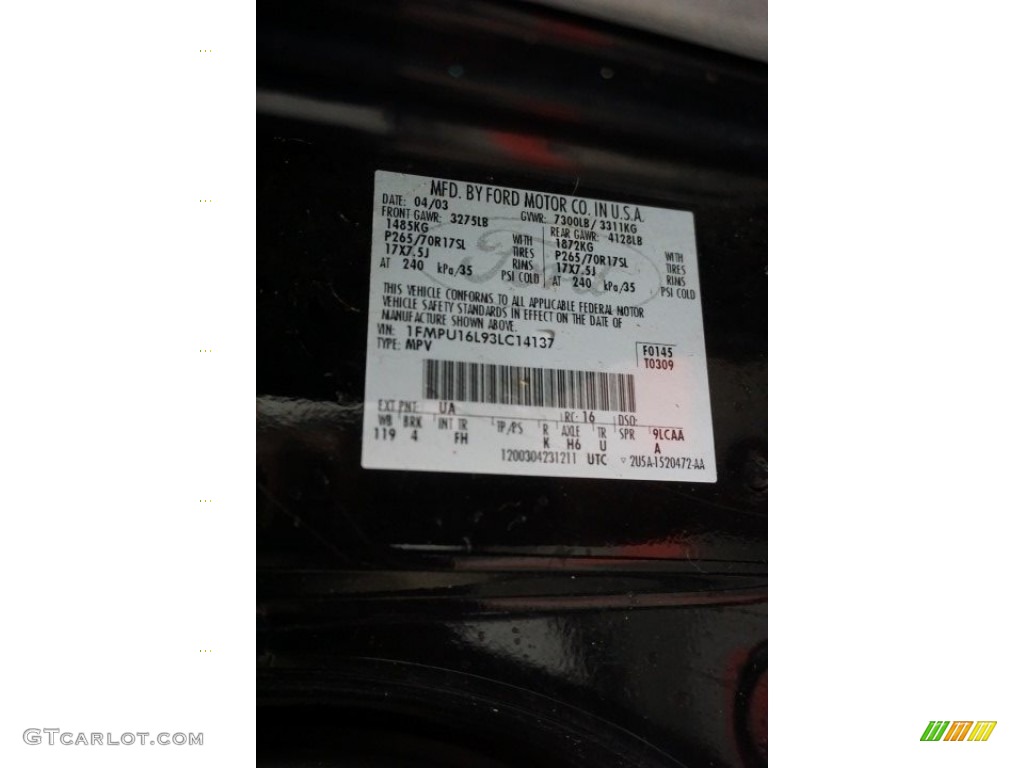 MFD. BY FORD MOTOR CO. IN U.S.A.
DATE: 04/03 GVWR: 7300LB/ 3311KG
FRONT GAWR: 3275LB REAR GAWR: 4128LB
1485KG WITH 1872KG WITH
P265/70R17SL TIRES P265/70R17SL TIRES
17X7.5J RIMS 17X7.5J RIMS
AT 240 kPa/35 PSI COLD AT 240 kPa/35 PSI COLD
THIS VEHICLE CONFORMS TO ALL APPLICABLE FEDERAL MOTOR
VEHICLE SAFETY STANDARDS IN EFFECT ON THE DATE OF
MANUFACTURE SHOWN ABOVE.
VIN: 1FMPU16L93LC14137
TYPE: MPV
F0145
T0309
EXT PNT: UA RC: 16 DSO:
WB BRK INT TR TP/PS R AXLE TR SPR 9LCAA
119 4 FH K H6 U A
1200304231211 UTC 2U5A-1520472-AA
Ford
GTCARLOT.COM